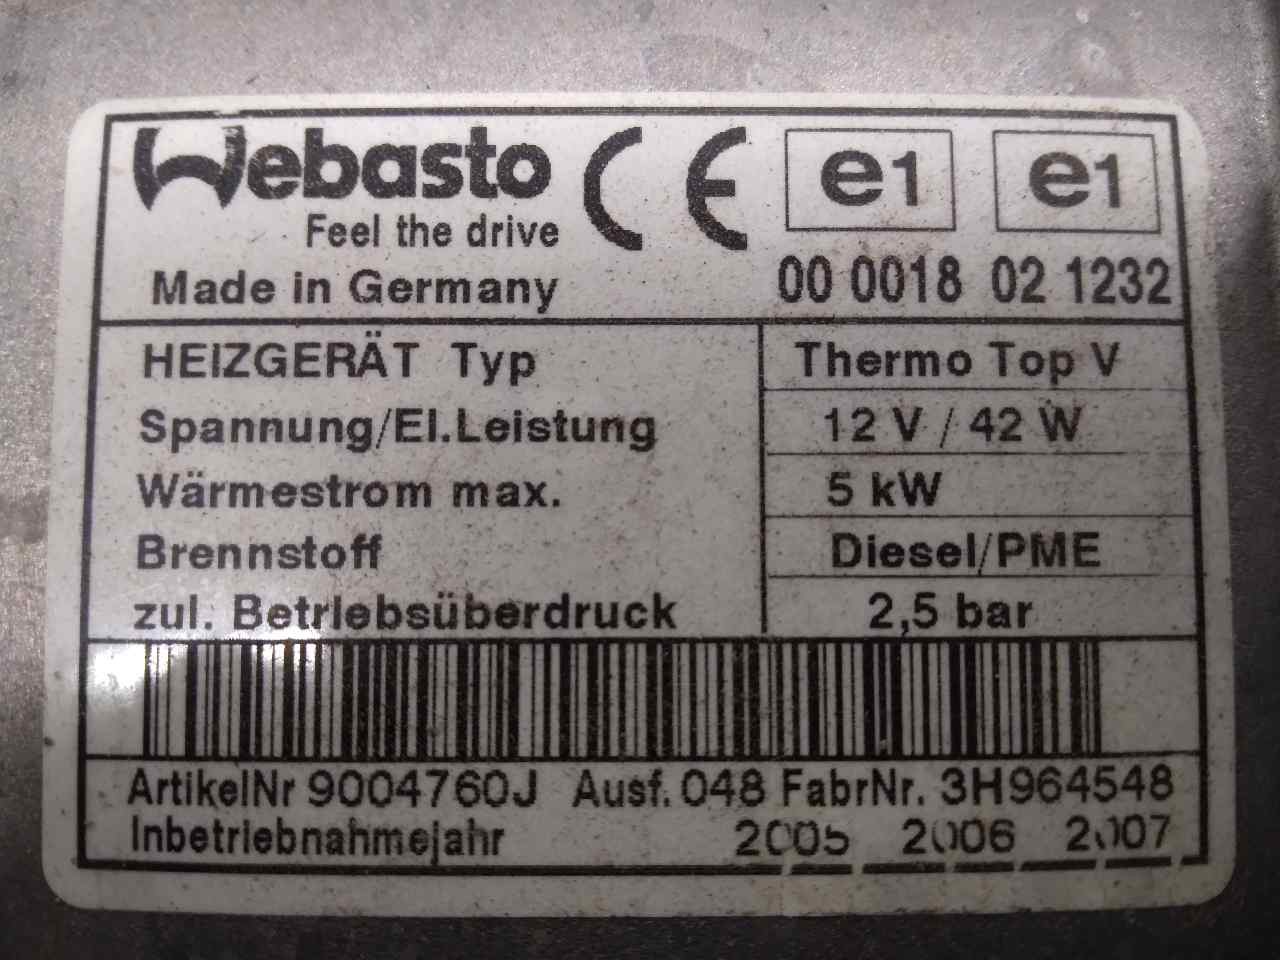 Webasto CE e1 e1
Feel the drive
Made in Germany 00 0018 02 1232
HEIZGERÄT Typ Thermo Top V
Spannung/El.Leistung 12 V / 42 W
Wärmestrom max. 5 kW
Brennstoff Diesel/PME
zul. Betriebsüberdruck 2,5 bar
ArtikelNr 9004760J Ausf. 048 FabrNr. 3H964548
Inbetriebnahmejahr 2005 2006 2007